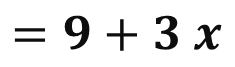 = 9 + 3 x